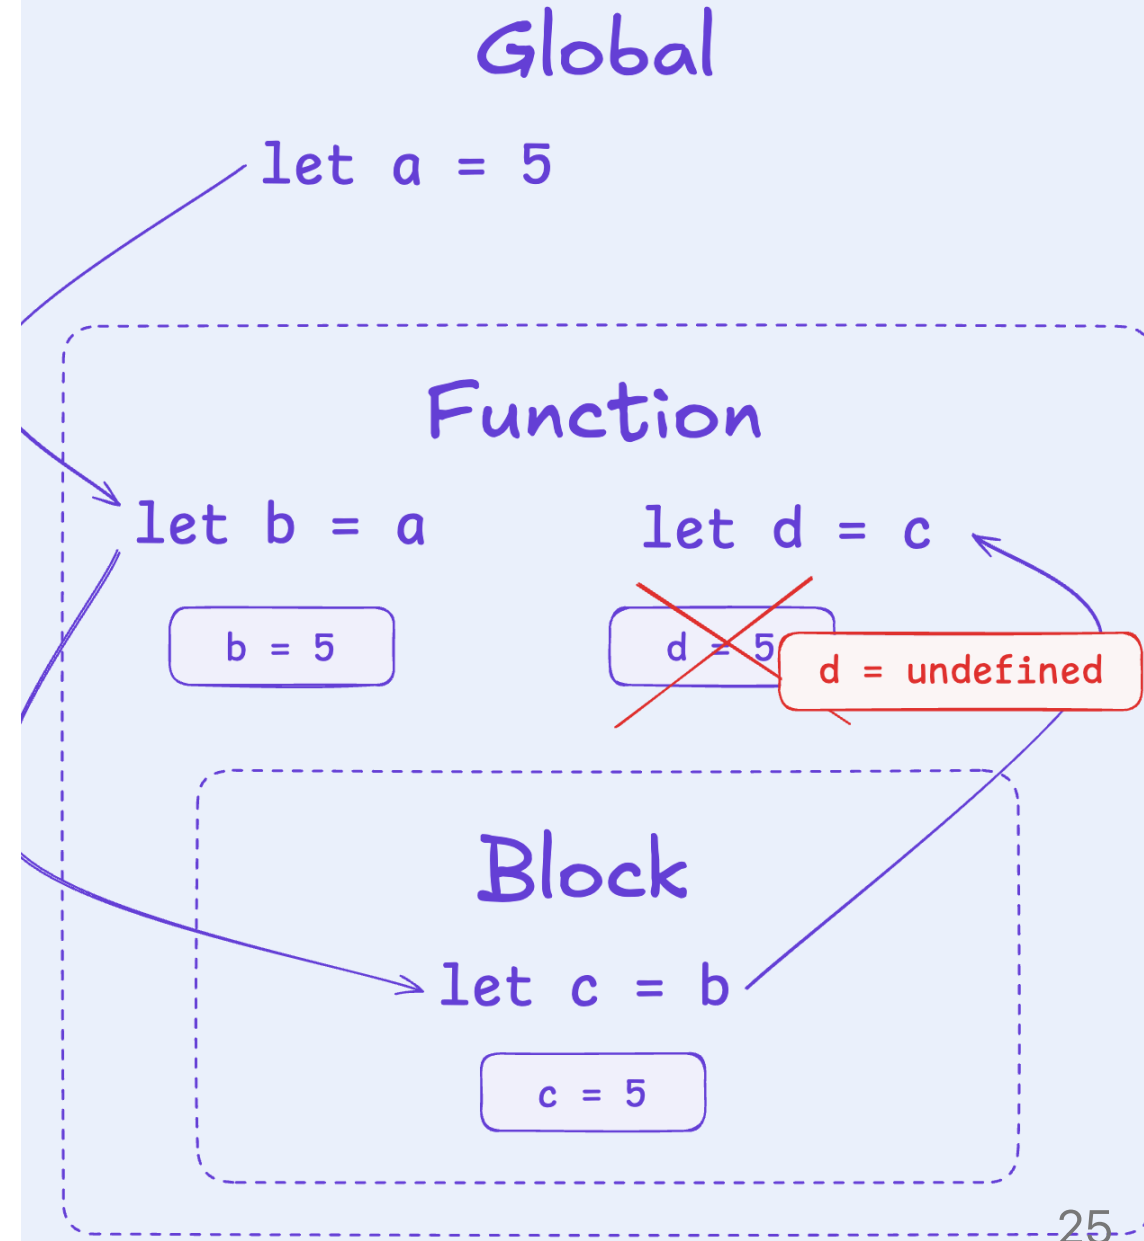 Global
let a = 5
Function
let b = a
let d = c
b = 5
d = 5
d = undefined
Block
let c = b
c = 5
25